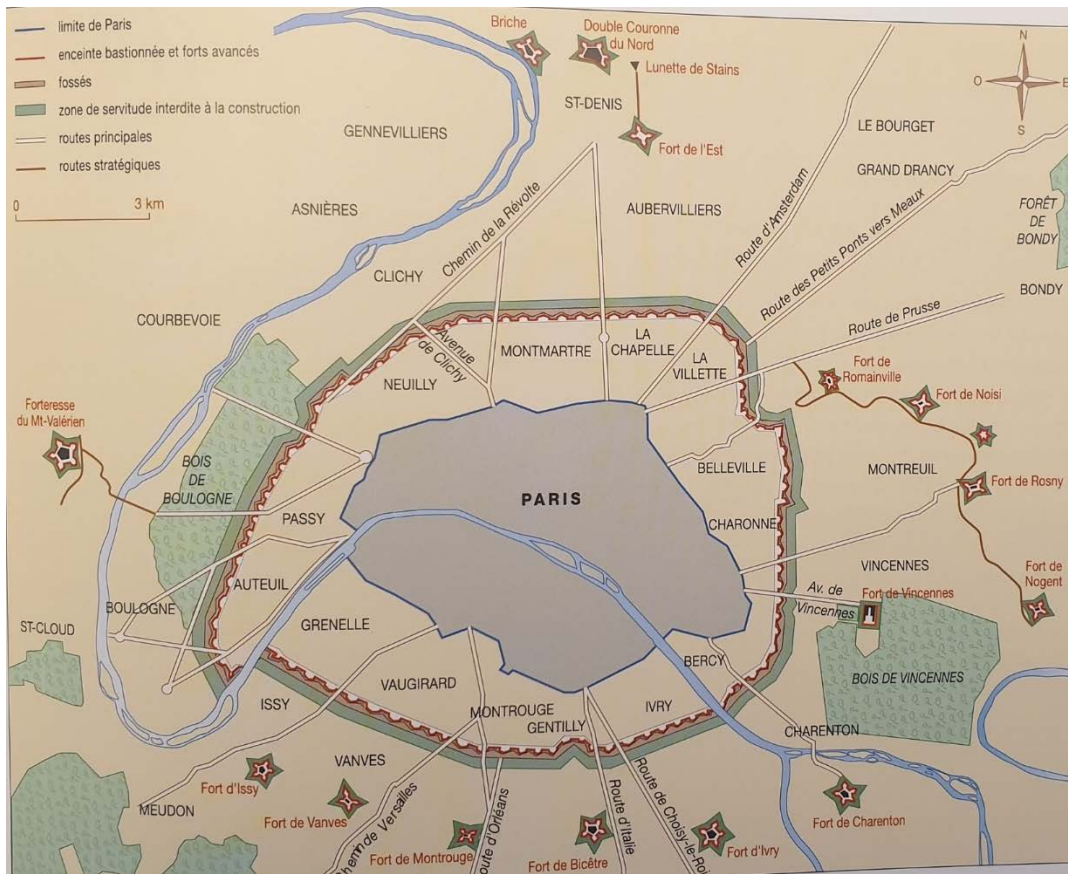 limite de Paris
enceinte bastionnée et forts avancés
fossés
zone de servitude interdite à la construction
routes principales
routes stratégiques
0
3 km
Briche
Double Couronne
du Nord
Lunette de Stains
ST-DENIS
Fort de l'Est
N
O
E
S
GENNEVILLIERS
LE BOURGET
GRAND DRANCY
ASNIÈRES
Chemin de la Révolte
AUBERVILLIERS
Route d'Amsterdam
Route des Petits Ponts vers Meaux
FORÊT
DE
BONDY
CLICHY
BONDY
COURBEVOIE
Route de Prusse
Avenue
de Clichy
MONTMARTRE
LA
CHAPELLE
LA
VILLETTE
NEUILLY
Fort de
Romainville
Fort de Noisi
Forteresse
du Mt-Valérien
BOIS
DE
BOULOGNE
BELLEVILLE
MONTREUIL
Fort de Rosny
PARIS
PASSY
CHARONNE
VINCENNES
Fort de
Nogent
AUTEUIL
Av. de
Vincennes
Fort de Vincennes
BOULOGNE
ST-CLOUD
GRENELLE
BERCY
BOIS DE VINCENNES
VAUGIRARD
ISSY
MONTROUGE
GENTILLY
IVRY
CHARENTON
VANVES
Fort d'Issy
MEUDON
Fort de Vanves
Chemin de Versailles
Fort de Montrouge
Route d'Orléans
Fort de Bicêtre
Route d'Italie
Route de Choisy-le-Roi
Fort d'Ivry
Fort de Charenton